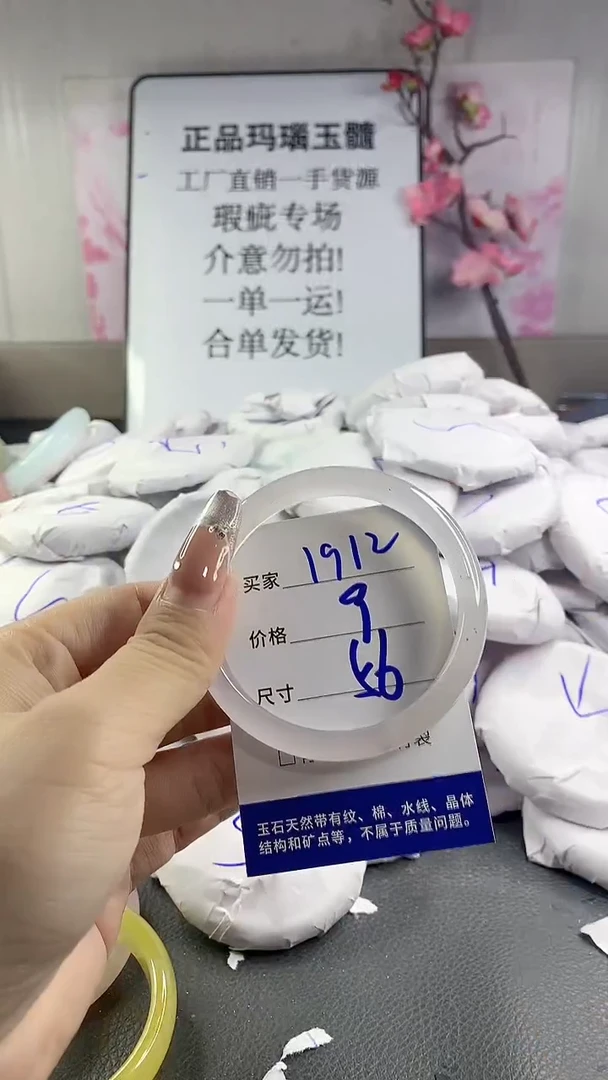 正品玛瑙玉髓
工厂直销一手货源
瑕疵专场
介意勿拍!
一单一运!
合单发货!
买家 1912
价格 9
尺寸 56
裂
玉石天然带有纹、棉、水线、晶体
结构和矿点等，不属于质量问题。